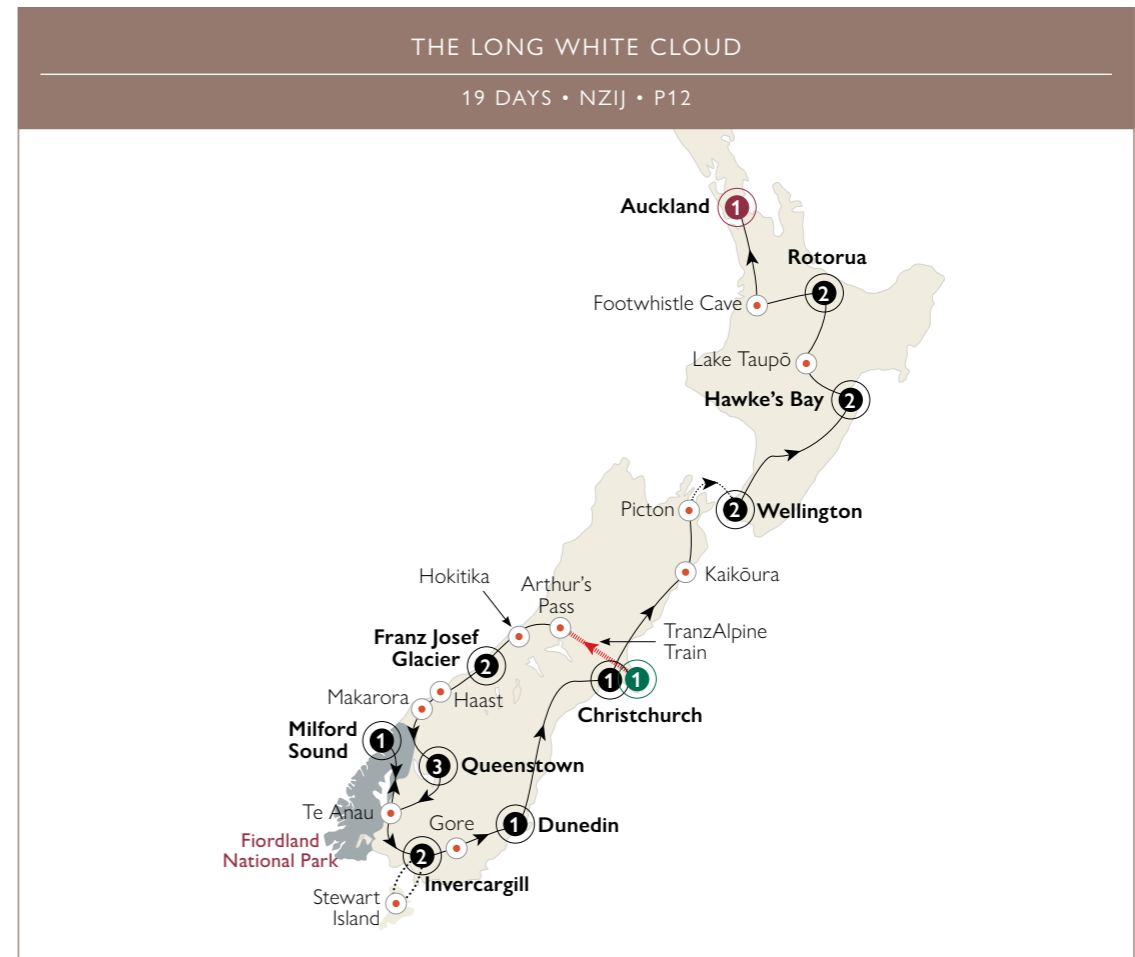 THE LONG WHITE CLOUD
19 DAYS • NZIJ • P12
Auckland
1
Rotorua
2
Footwhistle Cave
Lake Taupō
Hawke's Bay
2
Picton
2
Wellington
Kaikōura
Hokitika
Arthur's
Pass
TranzAlpine
Train
Franz Josef
Glacier
2
1
1
Christchurch
Makarora
Haast
Milford
Sound
1
3
Queenstown
Te Anau
Gore
1
Dunedin
Fiordland
National Park
2
Invercargill
Stewart
Island